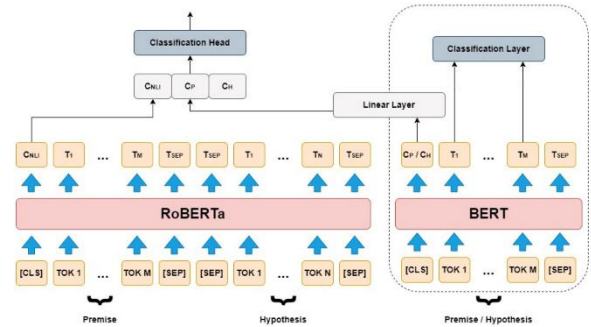 Classification Head
Classification Layer
CNLI CP CH
Linear Layer
CNLI T1 ... TM TSEP TSEP T1 ... TN TSEP
CP / CH T1 ... TM TSEP
RoBERTa
BERT
[CLS] TOK 1 ... TOK M [SEP] [SEP] TOK 1 ... TOK N [SEP]
[CLS] TOK 1 ... TOK M [SEP]
Premise
Hypothesis
Premise / Hypothesis